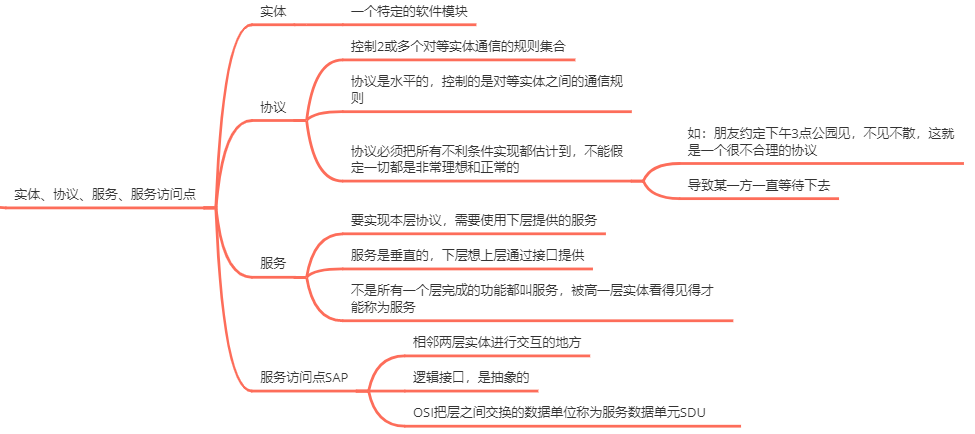 实体、协议、服务、服务访问点
实体
一个特定的软件模块
协议
控制2或多个对等实体通信的规则集合
协议是水平的，控制的是对等实体之间的通信规
则
协议必须把所有不利条件实现都估计到，不能假
定一切都是非常理想和正常的
如：朋友约定下午3点公园见，不见不散，这就
是一个很不合理的协议
导致某一方一直等待下去
服务
要实现本层协议，需要使用下层提供的服务
服务是垂直的，下层想上层通过接口提供
不是所有一个层完成的功能都叫服务，被高一层实体看得见得才
能称为服务
服务访问点SAP
相邻两层实体进行交互的地方
逻辑接口，是抽象的
OSI把层之间交换的数据单位称为服务数据单元SDU